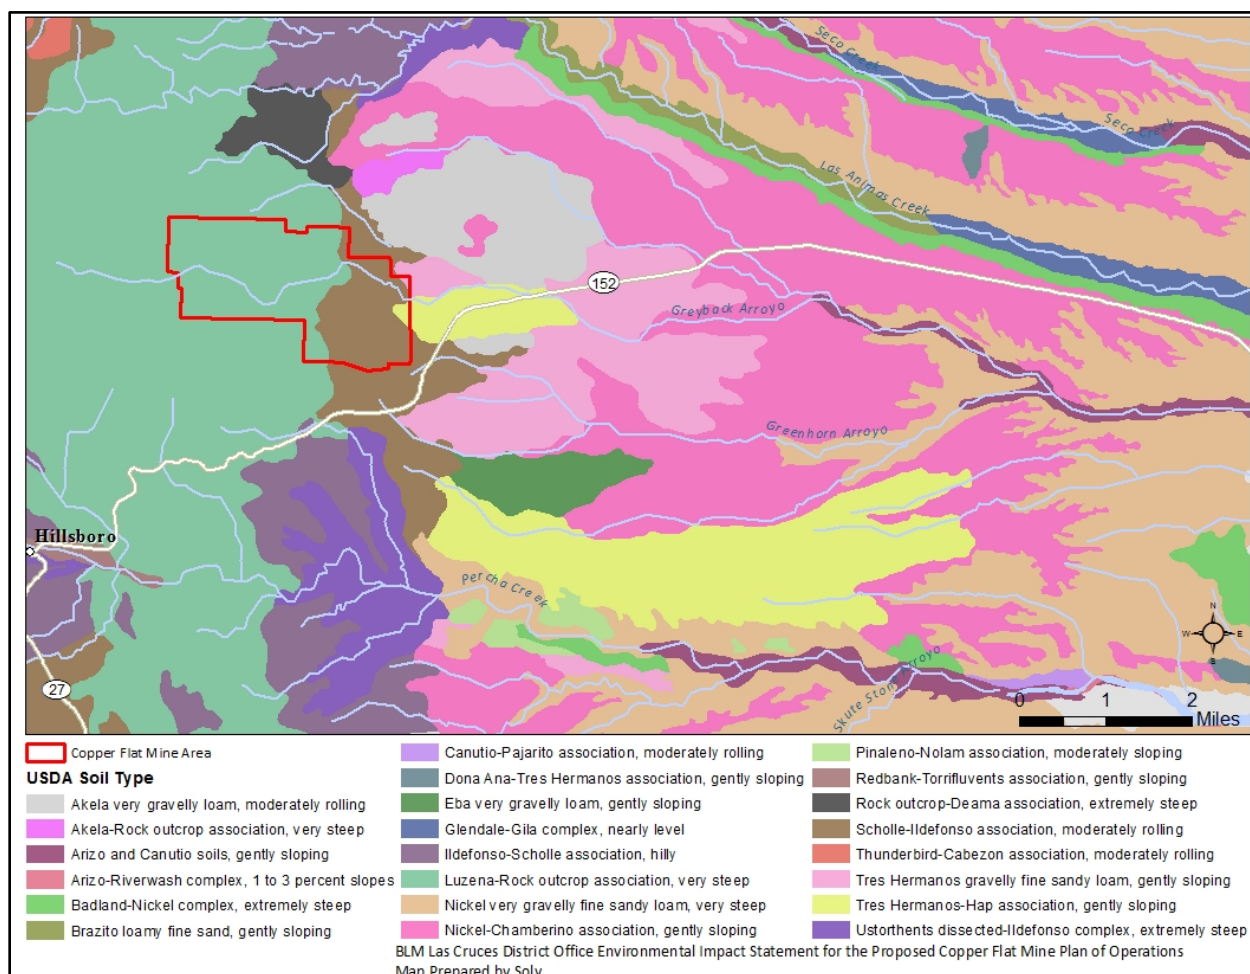 Seco Creek
Seco Creek
Las Animas Creek
152
Greyback Arroyo
Greenhorn Arroyo
Hillsboro
Percha Creek
N
W E
S
27
Skute Stone Arroyo
0 1 2
Miles
Copper Flat Mine Area
USDA Soil Type
Akela very gravelly loam, moderately rolling
Akela-Rock outcrop association, very steep
Arizo and Canutio soils, gently sloping
Arizo-Riverwash complex, 1 to 3 percent slopes
Badland-Nickel complex, extremely steep
Brazito loamy fine sand, gently sloping
Canutio-Pajarito association, moderately rolling
Dona Ana-Tres Hermanos association, gently sloping
Eba very gravelly loam, gently sloping
Glendale-Gila complex, nearly level
Ildefonso-Scholle association, hilly
Luzena-Rock outcrop association, very steep
Nickel very gravelly fine sandy loam, very steep
Nickel-Chamberino association, gently sloping
Pinaleno-Nolam association, moderately sloping
Redbank-Torrifluvents association, gently sloping
Rock outcrop-Deama association, extremely steep
Scholle-Ildefonso association, moderately rolling
Thunderbird-Cabezon association, moderately rolling
Tres Hermanos gravelly fine sandy loam, gently sloping
Tres Hermanos-Hap association, gently sloping
Ustorthents dissected-Ildefonso complex, extremely steep
BLM Las Cruces District Office Environmental Impact Statement for the Proposed Copper Flat Mine Plan of Operations
Map Prepared by Solv